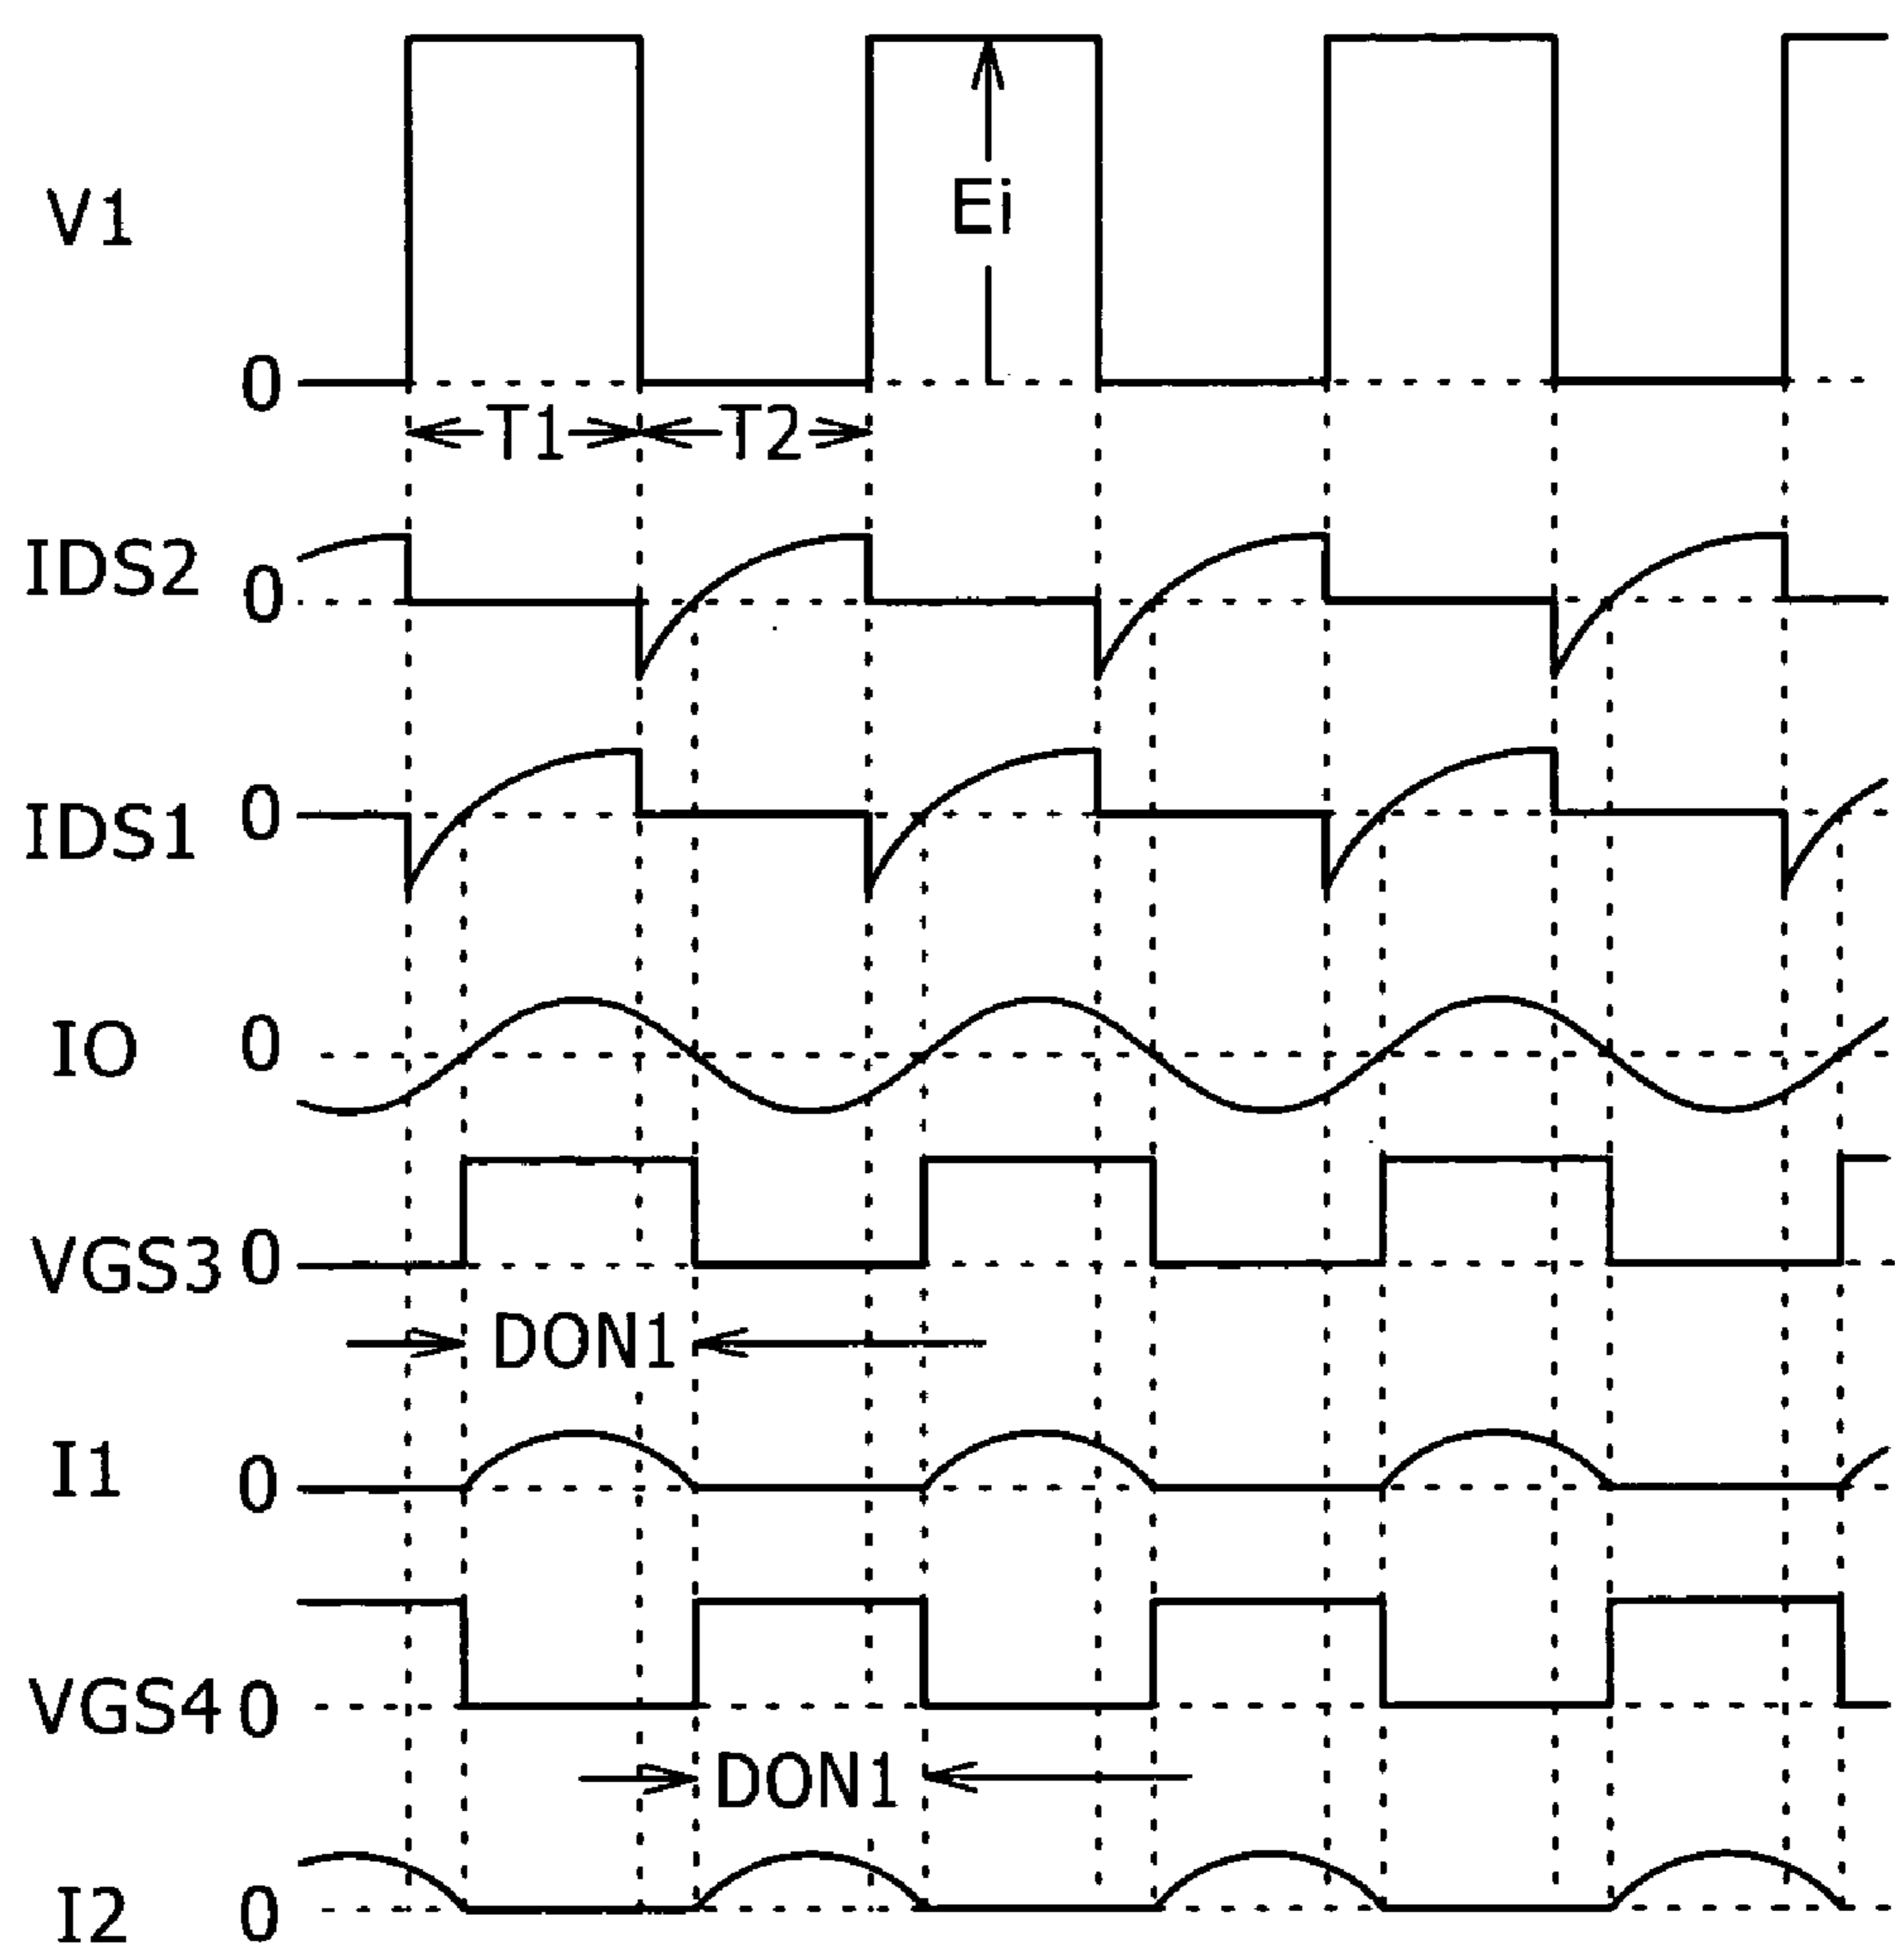 V1
Ei
0
T1 T2
IDS2 0
IDS1 0
IO 0
VGS3 0
DON1
I1 0
VGS4 0
DON1
I2 0